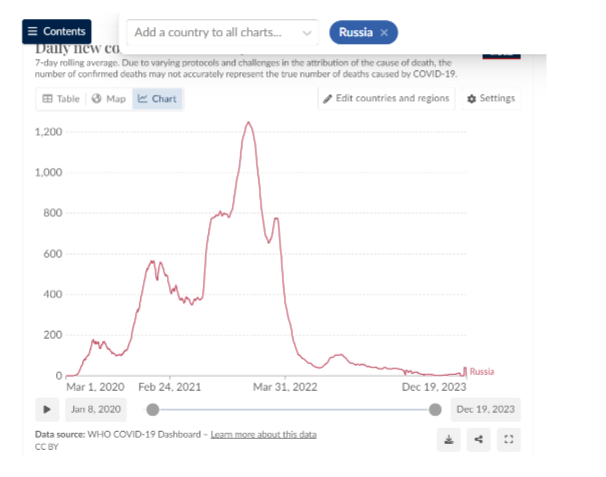 Contents
Add a country to all charts...
Russia ×
Daily new co
7-day rolling average. Due to varying protocols and challenges in the attribution of the cause of death, the
number of confirmed deaths may not accurately represent the true number of deaths caused by COVID-19.
Table Map Chart Edit countries and regions Settings
1,200
1,000
800
600
400
200
0
Russia
Mar 1, 2020 Feb 24, 2021 Mar 31, 2022 Dec 19, 2023
Jan 8, 2020 Dec 19, 2023
Data source: WHO COVID-19 Dashboard – Learn more about this data
CC BY